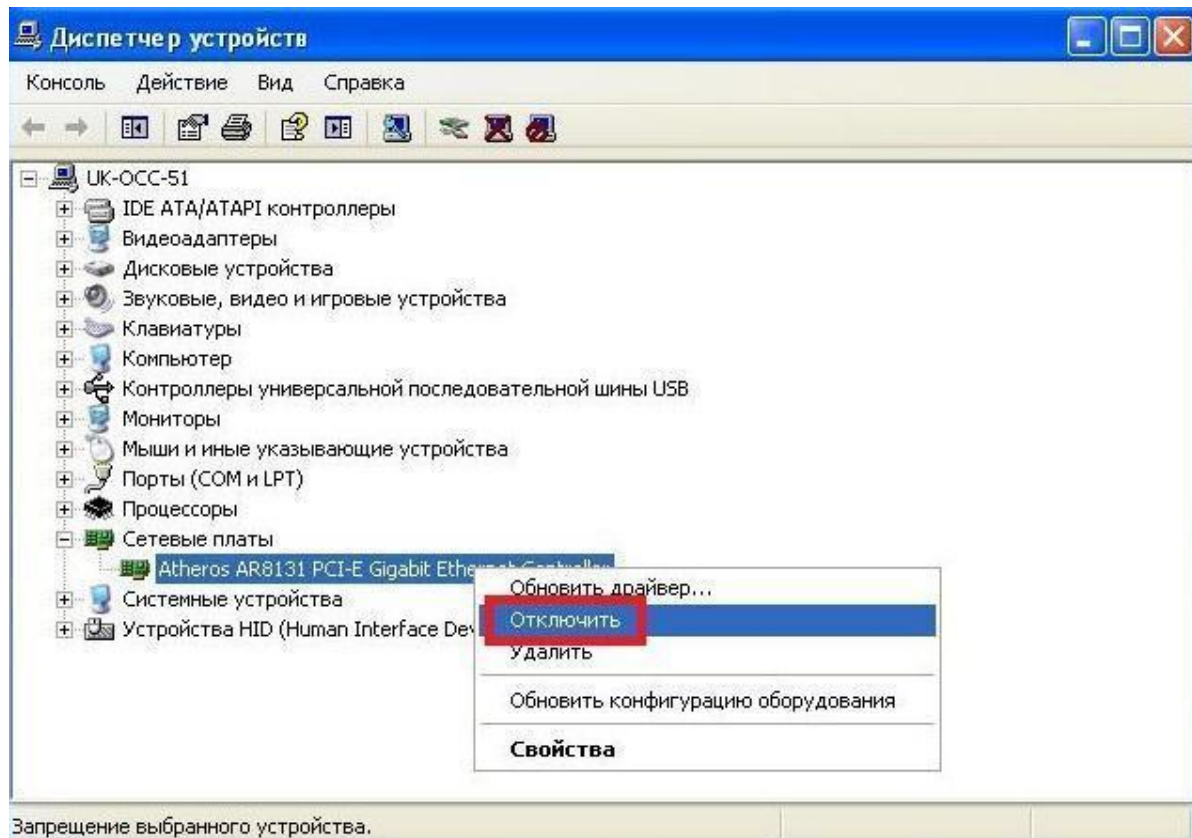 Диспетчер устройств
Консоль Действие Вид Справка
UK-OCC-51
IDE ATA/ATAPI контроллеры
Видеоадаптеры
Дисковые устройства
Звуковые, видео и игровые устройства
Клавиатуры
Компьютер
Контроллеры универсальной последовательной шины USB
Мониторы
Мыши и иные указывающие устройства
Порты (COM и LPT)
Процессоры
Сетевые платы
Atheros AR8131 PCI-E Gigabit
Обновить драйвер...
Системные устройства
Отключить
Устройства HID (Human Interface
Удалить
Обновить конфигурацию оборудования
Свойства
Запрещение выбранного устройства.